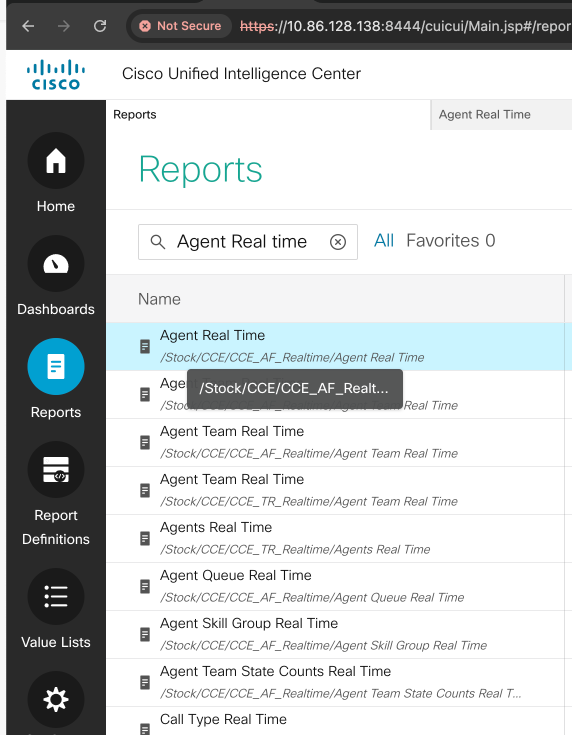 Not Secure
https://10.86.128.138:8444/cuicui/Main.jsp#/repor
CISCO
Cisco Unified Intelligence Center
Reports
Agent Real Time
Home
Dashboards
Reports
Report
Definitions
Value Lists
Reports
Agent Real time
All Favorites 0
Name
Agent Real Time
/Stock/CCE/CCE_AF_Realtime/Agent Real Time
/Stock/CCE/CCE_AF_Realt...
Real Time
Agent Team Real Time
/Stock/CCE/CCE_AF_Realtime/Agent Team Real Time
Agent Team Real Time
/Stock/CCE/CCE_TR_Realtime/Agent Team Real Time
Agents Real Time
/Stock/CCE/CCE_TR_Realtime/Agents Real Time
Agent Queue Real Time
/Stock/CCE/CCE_AF_Realtime/Agent Queue Real Time
Agent Skill Group Real Time
/Stock/CCE/CCE_AF_Realtime/Agent Skill Group Real Time
Agent Team State Counts Real Time
/Stock/CCE/CCE_AF_Realtime/Agent Team State Counts Real T...
Call Type Real Time